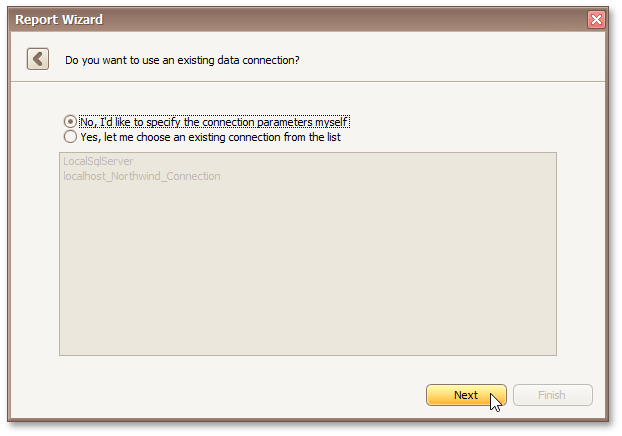 Report Wizard
Do you want to use an existing data connection?
No, I'd like to specify the connection parameters myself
Yes, let me choose an existing connection from the list
LocalSqlServer
localhost_Northwind_Connection
Next
Finish